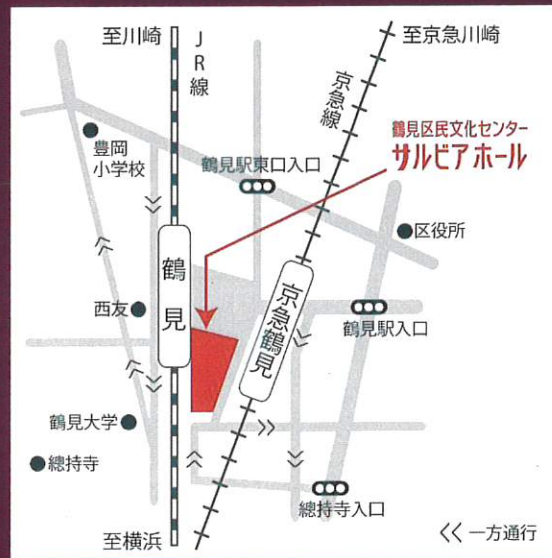 至川崎
JR線
至京急川崎
京急線
鶴見区民文化センター
サルビアホール
豊岡
小学校
鶴見駅東口入口
区役所
鶴見
京急鶴見
西友
鶴見駅入口
鶴見大学
總持寺
總持寺入口
至横浜
一方通行